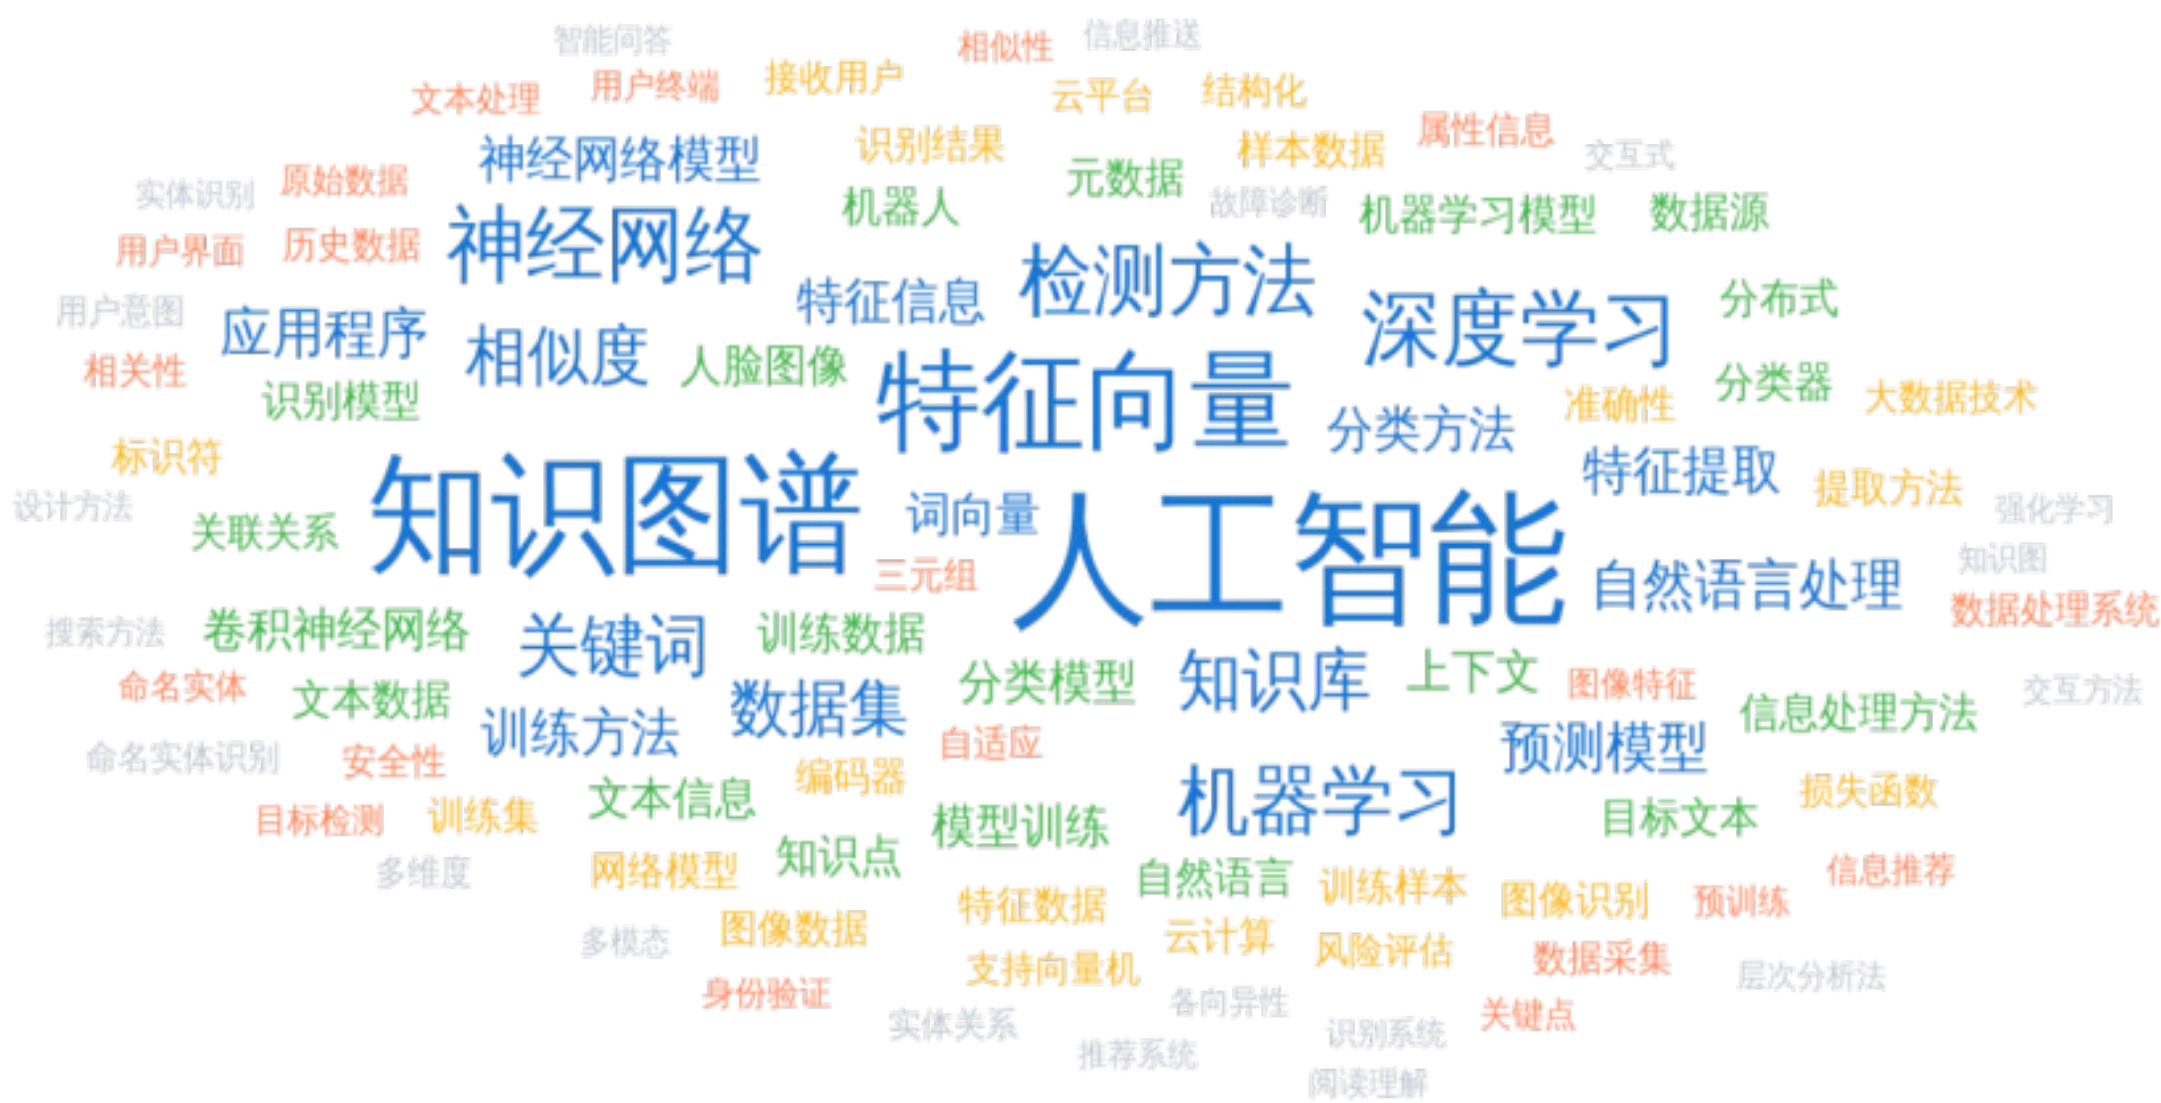 智能问答
相似性
信息推送
文本处理
用户终端
接收用户
云平台
结构化
神经网络模型
识别结果
样本数据
属性信息
交互式
实体识别
原始数据
机器人
元数据
故障诊断
机器学习模型
数据源
用户界面
历史数据
神经网络
特征信息
检测方法
深度学习
分布式
用户意图
应用程序
相似度
人脸图像
特征向量
分类方法
准确性
分类器
大数据技术
相关性
识别模型
标识符
知识图谱
词向量
人工智能
特征提取
提取方法
强化学习
设计方法
关联关系
三元组
自然语言处理
知识图
数据处理系统
搜索方法
卷积神经网络
关键词
训练数据
分类模型
知识库
上下文
图像特征
信息处理方法
交互方法
命名实体
文本数据
训练方法
数据集
自适应
预测模型
命名实体识别
安全性
文本信息
编码器
模型训练
机器学习
目标文本
损失函数
目标检测
训练集
多维度
网络模型
知识点
自然语言
训练样本
图像识别
预训练
信息推荐
多模态
图像数据
特征数据
云计算
风险评估
数据采集
层次分析法
身份验证
支持向量机
各向异性
关键点
实体关系
推荐系统
识别系统
阅读理解